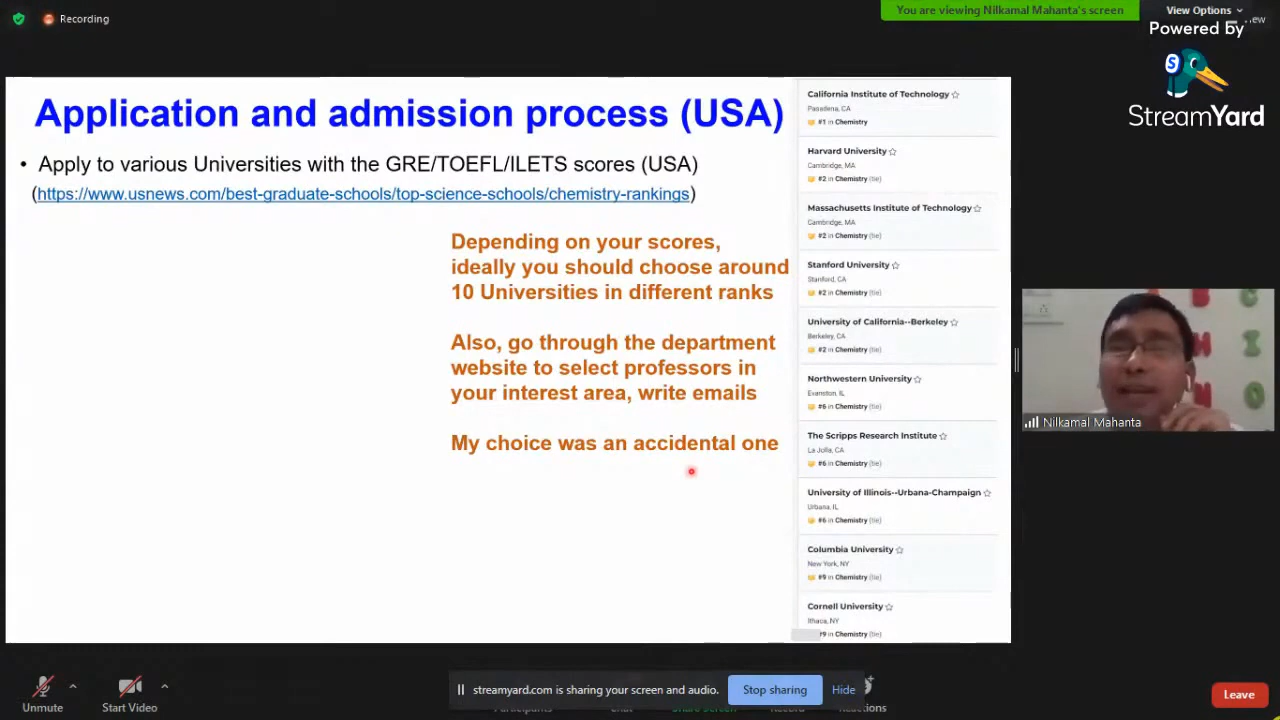 Recording
You are viewing Nilkamal Mahanta's screen
View Options
Powered by
StreamYard
Application and admission process (USA)
• Apply to various Universities with the GRE/TOEFL/ILETS scores (USA)
(https://www.usnews.com/best-graduate-schools/top-science-schools/chemistry-rankings)
Depending on your scores,
ideally you should choose around
10 Universities in different ranks
Also, go through the department
website to select professors in
your interest area, write emails
My choice was an accidental one
California Institute of Technology
Pasadena, CA
#1 in Chemistry
Harvard University
Cambridge, MA
#2 in Chemistry (tie)
Massachusetts Institute of Technology
Cambridge, MA
#2 in Chemistry (tie)
Stanford University
Stanford, CA
#2 in Chemistry (tie)
University of California--Berkeley
Berkeley, CA
#2 in Chemistry (tie)
Northwestern University
Evanston, IL
#6 in Chemistry (tie)
The Scripps Research Institute
La Jolla, CA
#6 in Chemistry (tie)
University of Illinois--Urbana-Champaign
Urbana, IL
#6 in Chemistry (tie)
Columbia University
New York, NY
#9 in Chemistry (tie)
Cornell University
Ithaca, NY
#9 in Chemistry (tie)
Nilkamal Mahanta
streamyard.com is sharing your screen and audio.
Stop sharing
Hide
Unmute
Start Video
Participants
Chat
Share Screen
Record
Reactions
Leave